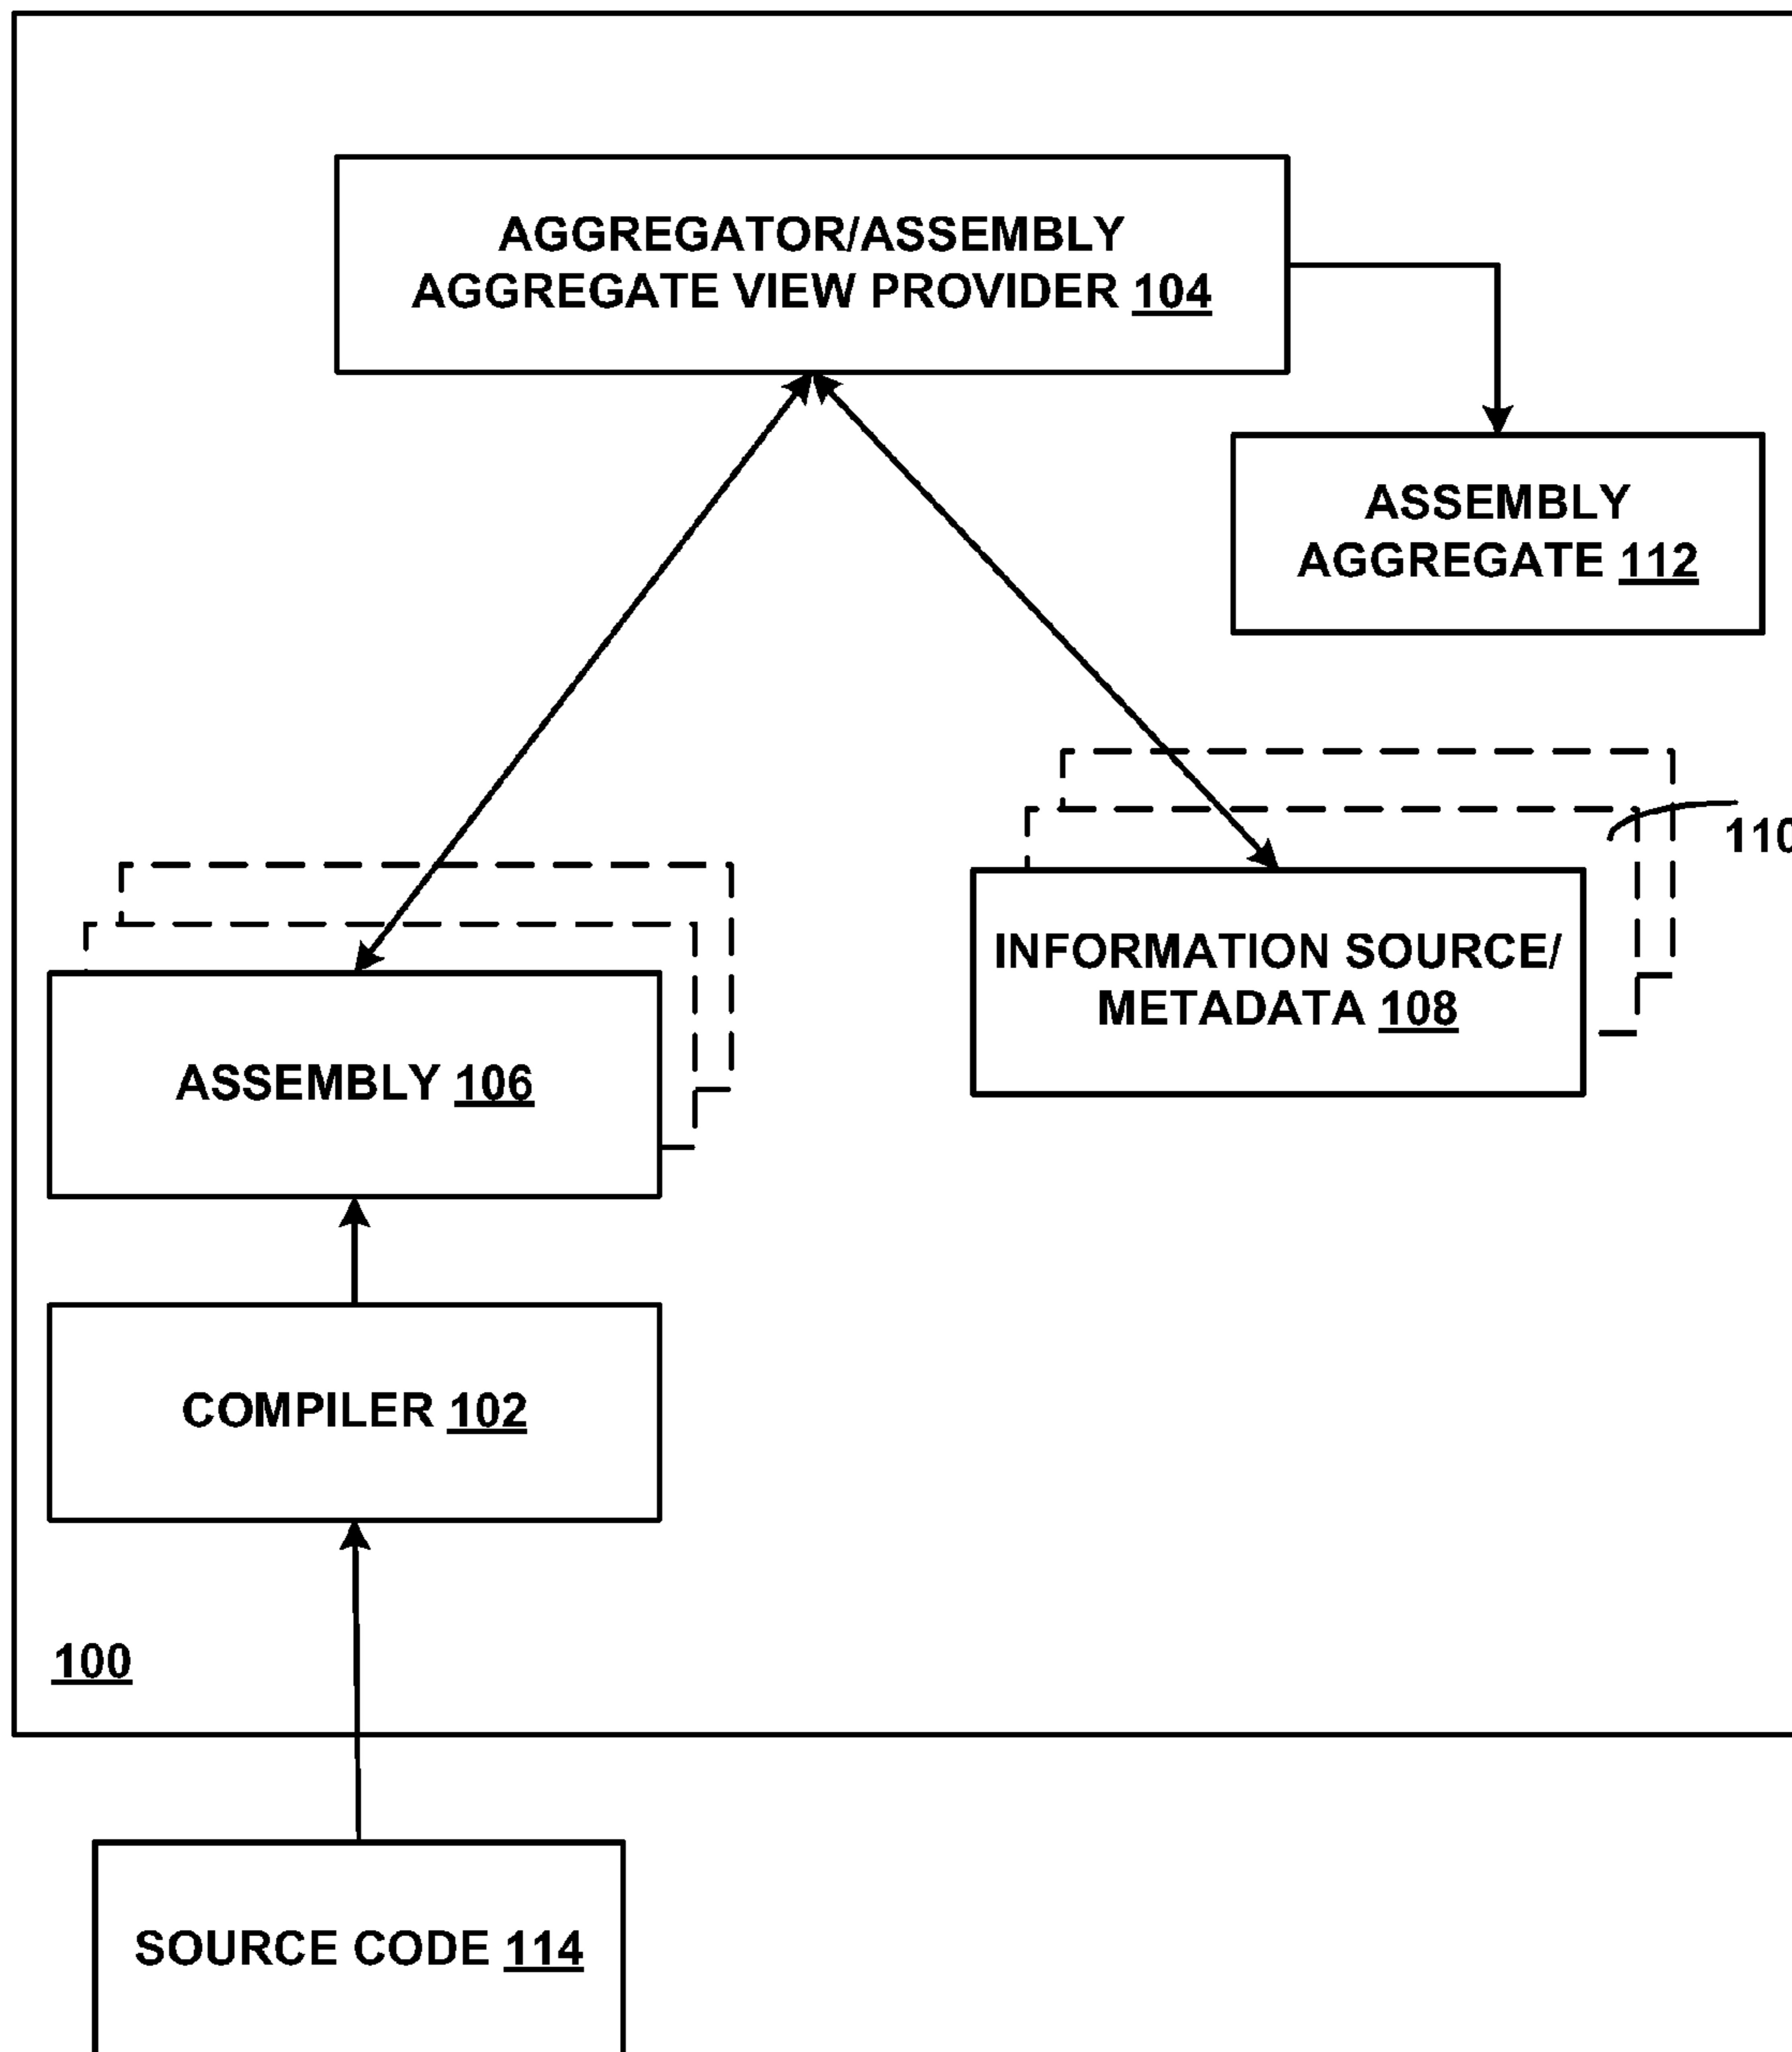 AGGREGATOR/ASSEMBLY
AGGREGATE VIEW PROVIDER 104
ASSEMBLY
AGGREGATE 112
110
INFORMATION SOURCE/
METADATA 108
ASSEMBLY 106
COMPILER 102
100
SOURCE CODE 114